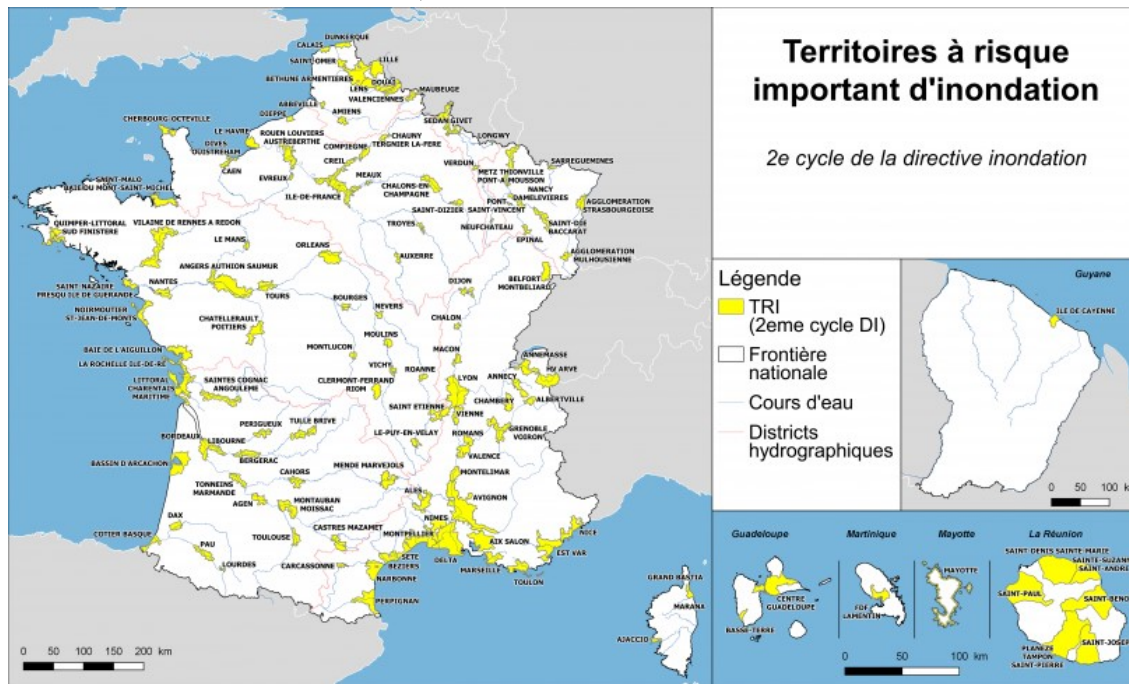 Territoires à risque
important d'inondation
2e cycle de la directive inondation
DUNKERQUE
CALAIS
SAINT OMER
LILLE
BETHUNE ARMENTIERES
DOUAI
LENS
VALENCIENNES
MAUBEUGE
ABBEVILLE
AMIENS
DIEPPE
SEDAN GIVET
CHERBOURG-OCTEVILLE
LE HAVRE
ROUEN LOUVIERS
AUSTREBERTHE
DIVES
OUISTREHAM
CAEN
EVREUX
COMPIEGNE
CREIL
CHAUNY
TERGNIER LA-FERE
LONGWY
VERDUN
SARREGUEMINES
METZ THIONVILLE
PONT-A-MOUSSON
MEAUX
CHALONS-EN-
CHAMPAGNE
ILE-DE-FRANCE
NANCY
DAMELEVIERES
PONT-
SAINT-VINCENT
SAINT-DIZIER
AGGLOMERATION
STRASBOURGEOISE
SAINT-DIE
BACCARAT
SAINT-MALO
BAIE DU MONT-SAINT-MICHEL
QUIMPER-LITTORAL
SUD FINISTERE
VILAINE DE RENNES A REDON
LE MANS
ORLEANS
TROYES
NEUFCHATEAU
EPINAL
AUXERRE
AGGLOMERATION
MULHOUSIENNE
ANGERS AUTHION SAUMUR
BELFORT
MONTBELIARD
DIJON
SAINT-NAZAIRE
PRESQU'ILE DE GUERANDE
NANTES
TOURS
BOURGES
NEVERS
NOIRMOUTIER
ST-JEAN-DE-MONTS
CHATELLERAULT
POITIERS
CHALON
MOULINS
MONTLUCON
MACON
BAIE DE L'AIGUILLON
LA ROCHELLE ILE-DE-RE
VICHY
ROANNE
ANNEMASSE
ANNECY
HV ARVE
LITTORAL
CHARENTAIS
MARITIME
SAINTES COGNAC
ANGOULEME
CLERMONT-FERRAND
RIOM
LYON
CHAMBERY
ALBERTVILLE
SAINT ETIENNE
VIENNE
PERIGUEUX
TULLE BRIVE
LE-PUY-EN-VELAY
GRENOBLE
VOIRON
ROMANS
BORDEAUX
LIBOURNE
BERGERAC
VALENCE
BASSIN D'ARCACHON
CAHORS
MENDE MARVEJOLS
MONTELIMAR
TONNEINS
MARMANDE
AGEN
MONTAUBAN
MOISSAC
ALES
AVIGNON
NIMES
DAX
CASTRES MAZAMET
MONTPELLIER
AIX SALON
NICE
COTIER BASQUE
PAU
TOULOUSE
SETE
DELTA
EST VAR
LOURDES
CARCASSONNE
BEZIERS
MARSEILLE
TOULON
NARBONNE
PERPIGNAN
GRAND BASTIA
MARANA
AJACCIO
0 50 100 150 200 km
Légende
TRI
(2eme cycle DI)
Frontière
nationale
Cours d'eau
Districts
hydrographiques
Guyane
ILE DE CAYENNE
0 50 100 k
Guadeloupe
Martinique
Mayotte
La Réunion
CENTRE
GUADELOUPE
BASSE-TERRE
FDF
LAMENTIN
MAYOTTE
SAINT-DENIS SAINTE-MARIE
SAINTE-SUZANN
SAINT-ANDRE
SAINT-PAUL
SAINT-BENO
SAINT-JOSEP
PLANEZE
TAMPON
SAINT-PIERRE
0 50 100 km